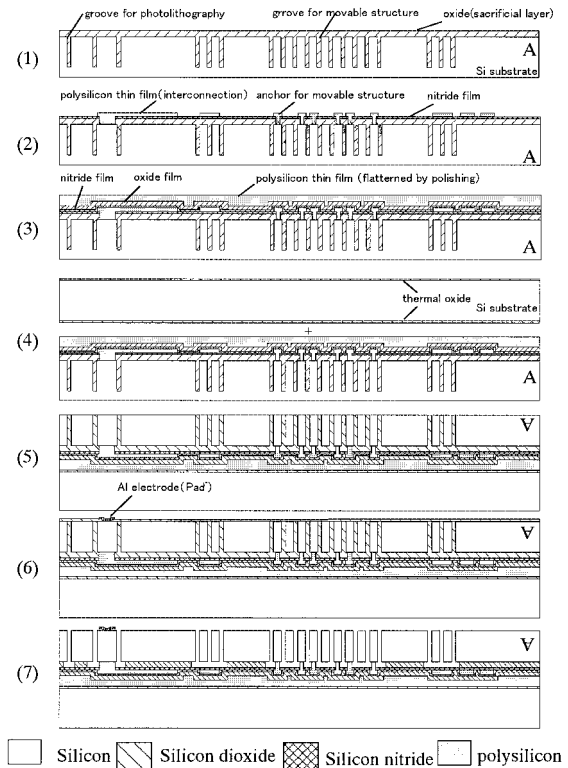 groove for photolithography
grrove for movable structure
oxide(sacrificial layer)
(1)
A
Si substrate
polysilicon thin film(interconnection)
anchor for movable structure
nitride film
(2)
A
nitride film
oxide film
polysilicon thin film (flatterned by polishing)
(3)
A
thermal oxide
Si substrate
(4)
+
A
(5)
A
Al electrode(Pad)
(6)
A
(7)
A
Silicon
Silicon dioxide
Silicon nitride
polysilicon